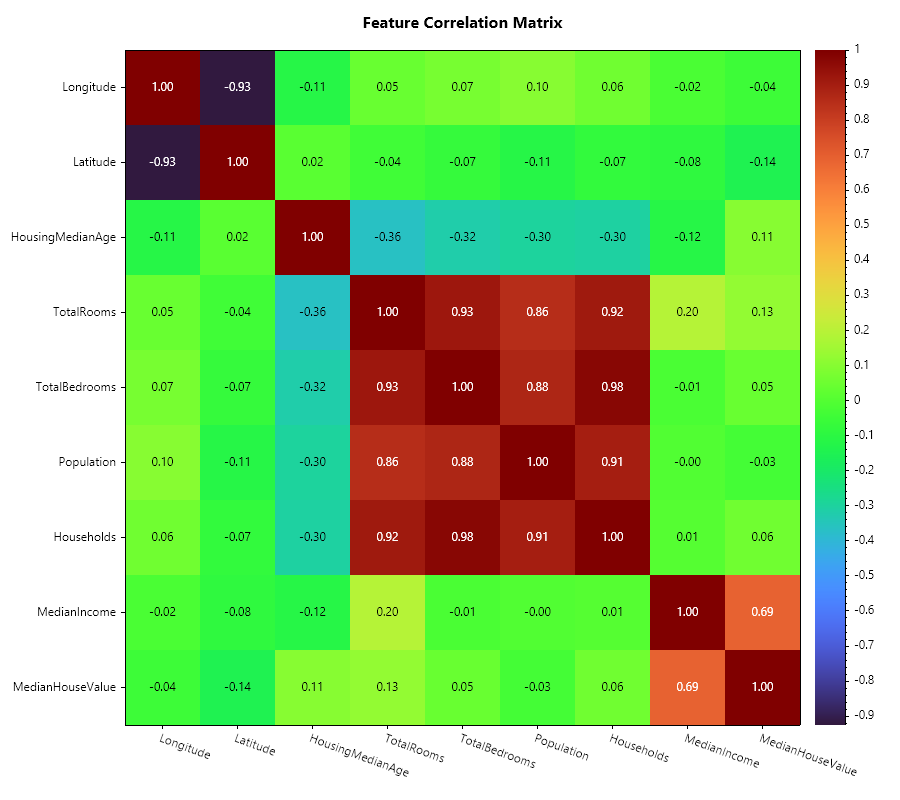 Feature Correlation Matrix
Longitude 1.00 -0.93 -0.11 0.05 0.07 0.10 0.06 -0.02 -0.04
Latitude -0.93 1.00 0.02 -0.04 -0.07 -0.11 -0.07 -0.08 -0.14
HousingMedianAge -0.11 0.02 1.00 -0.36 -0.32 -0.30 -0.30 -0.12 0.11
TotalRooms 0.05 -0.04 -0.36 1.00 0.93 0.86 0.92 0.20 0.13
TotalBedrooms 0.07 -0.07 -0.32 0.93 1.00 0.88 0.98 -0.01 0.05
Population 0.10 -0.11 -0.30 0.86 0.88 1.00 0.91 -0.00 -0.03
Households 0.06 -0.07 -0.30 0.92 0.98 0.91 1.00 0.01 0.06
MedianIncome -0.02 -0.08 -0.12 0.20 -0.01 -0.00 0.01 1.00 0.69
MedianHouseValue -0.04 -0.14 0.11 0.13 0.05 -0.03 0.06 0.69 1.00
Longitude Latitude HousingMedianAge TotalRooms TotalBedrooms Population Households MedianIncome MedianHouseValue
1
0.9
0.8
0.7
0.6
0.5
0.4
0.3
0.2
0.1
0
-0.1
-0.2
-0.3
-0.4
-0.5
-0.6
-0.7
-0.8
-0.9